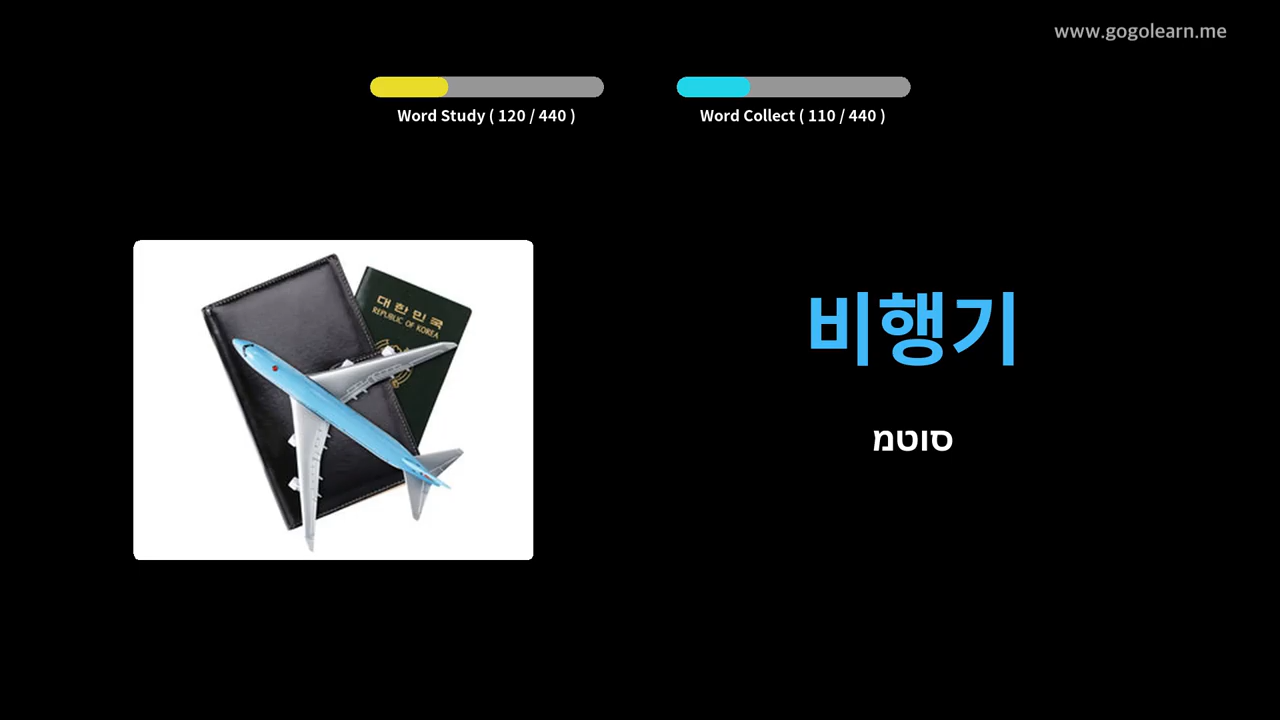 www.gogolearn.me
Word Study ( 120 / 440 )
Word Collect ( 110 / 440 )
대한민국
REPUBLIC OF KOREA
비행기
סוטמ